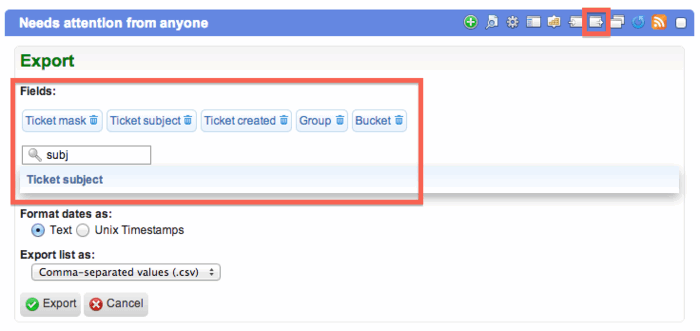 Needs attention from anyone
Export
Fields:
Ticket mask Ticket subject Ticket created Group Bucket
subj
Ticket subject
Format dates as:
Text Unix Timestamps
Export list as:
Comma-separated values (.csv)
Export Cancel